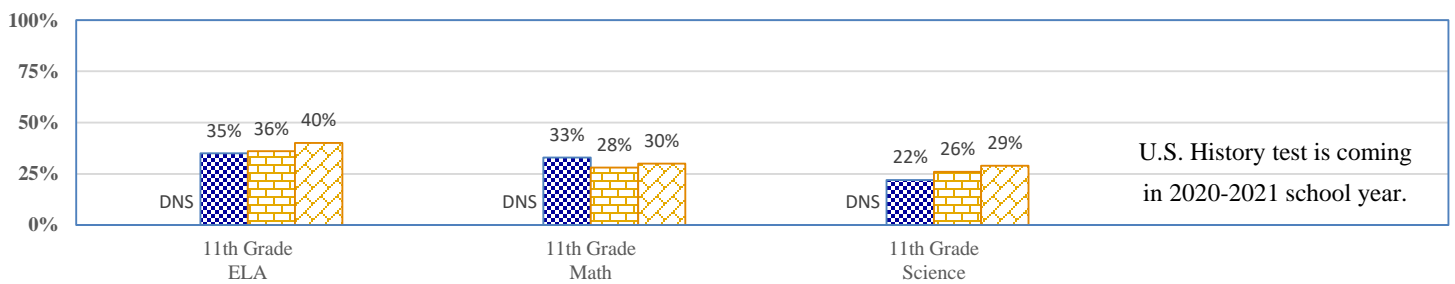 100%
75%
50%
25%
0%
DNS
35%
36%
40%
DNS
33%
28%
30%
DNS
22%
26%
29%
U.S. History test is coming
in 2020-2021 school year.
11th Grade
ELA
11th Grade
Math
11th Grade
Science